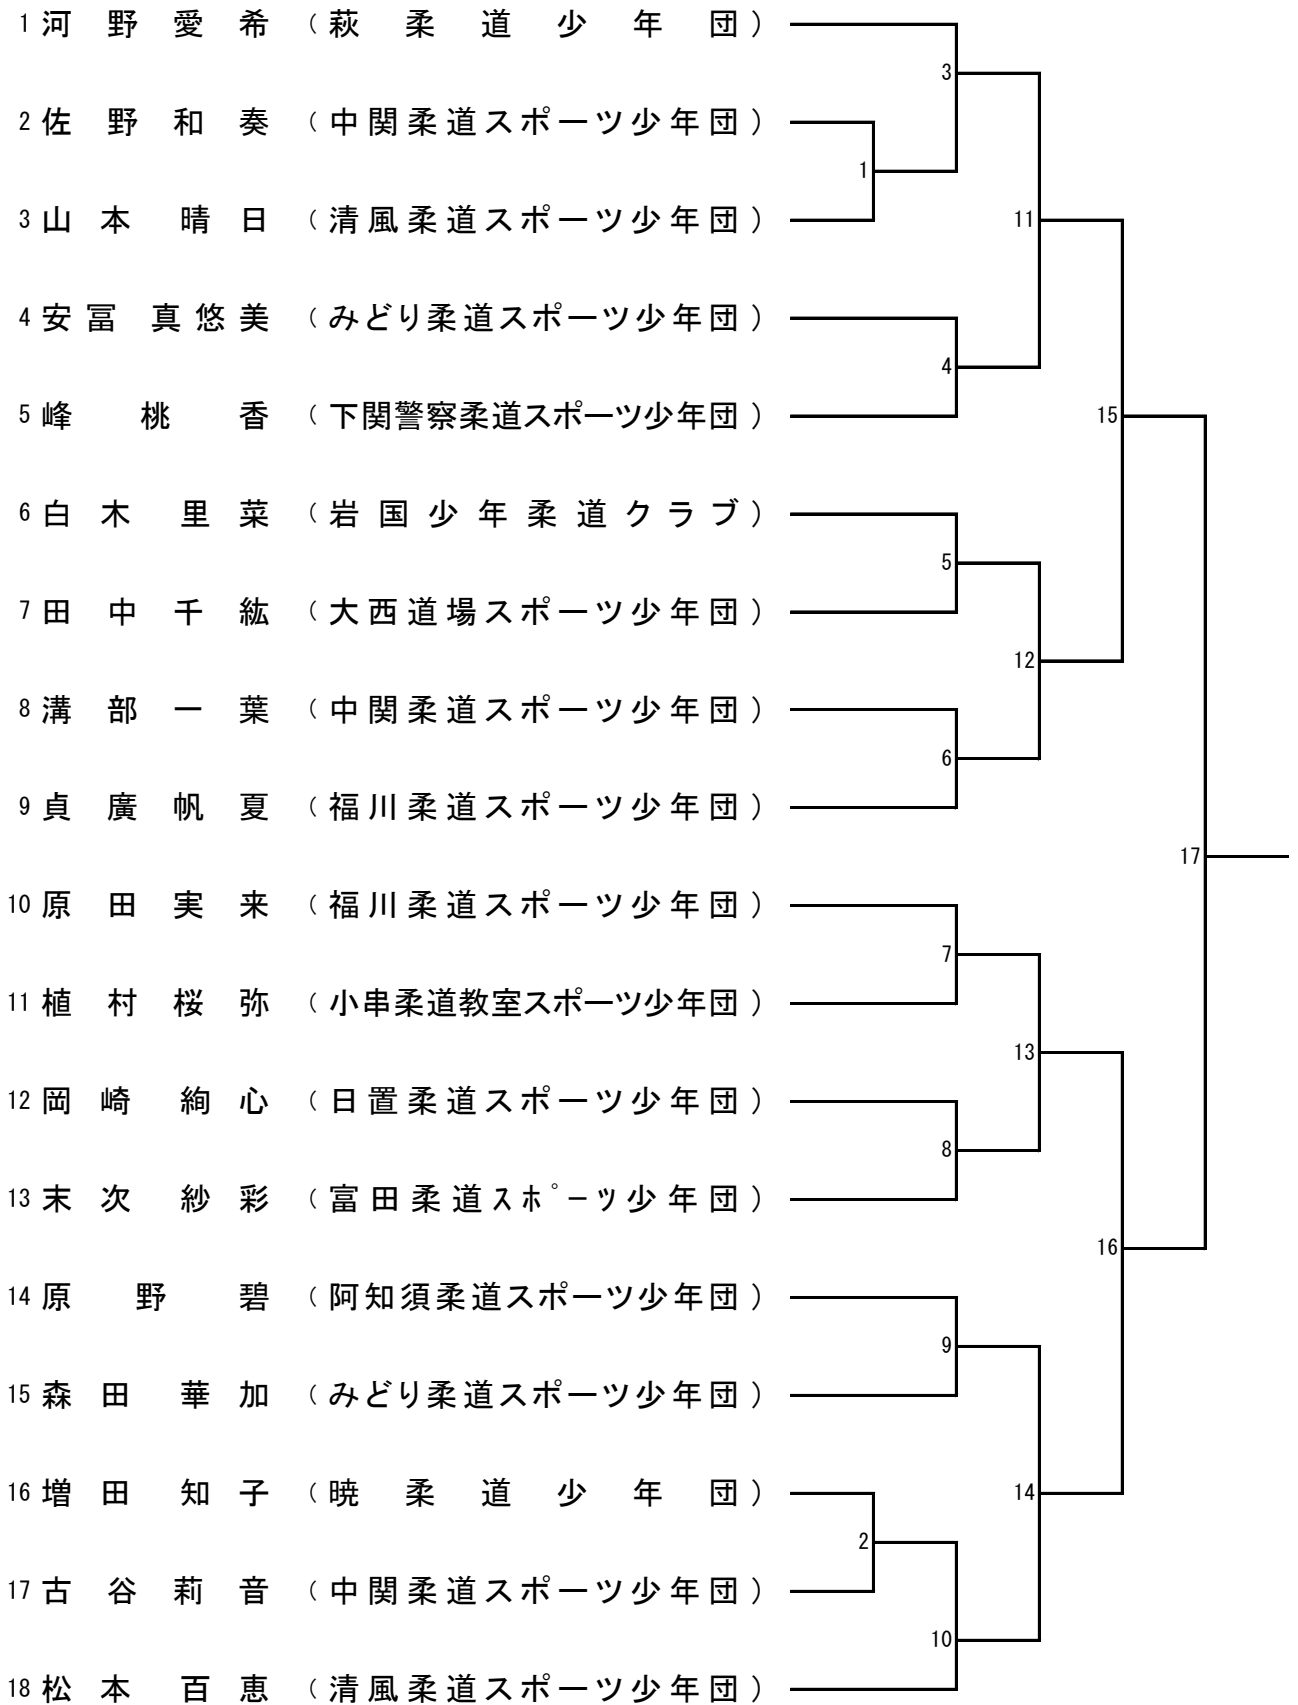 1 河野愛希 （萩柔道少年団）
3
2 佐野和奏 （中関柔道スポーツ少年団）
1
3 山本 晴日 （清風柔道スポーツ少年団）
11
4 安冨 真悠美 （みどり柔道スポーツ少年団）
4
5 峰 桃香 （下関警察柔道スポーツ少年団）
15
6 白木 里菜 （岩国少年柔道クラブ）
5
7 田中千紘 （大西道場スポーツ少年団）
12
8 溝部一葉 （中関柔道スポーツ少年団）
6
9 貞廣帆夏 （福川柔道スポーツ少年団）
17
10 原田実来 （福川柔道スポーツ少年団）
7
11 植村桜弥 （小串柔道教室スポーツ少年団）
13
12 岡崎 絢心 （日置柔道スポーツ少年団）
8
13 末次 紗彩 （富田柔道ｽﾎﾟｰﾂ少年団）
16
14 原野 碧 （阿知須柔道スポーツ少年団）
9
15 森田 華加 （みどり柔道スポーツ少年団）
16 増田 知子 （暁柔道少年団）
14
2
17 古谷莉音 （中関柔道スポーツ少年団）
10
18 松本 百恵 （清風柔道スポーツ少年団）